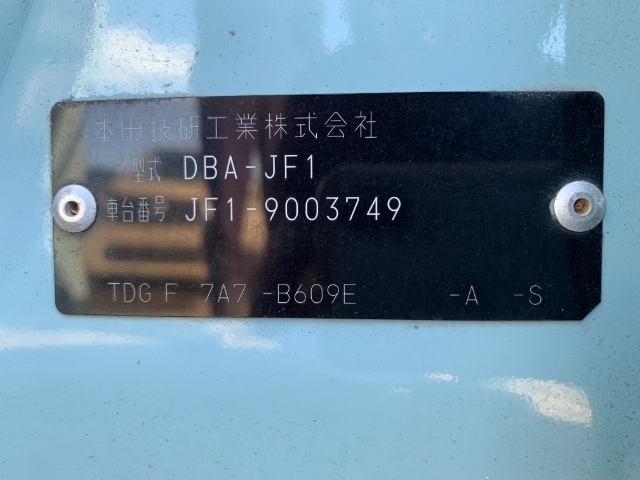 本田技研工業株式会社
型式 DBA-JF1
車台番号 JF1-9003749
TDG F 7A7 -B609E -A -S